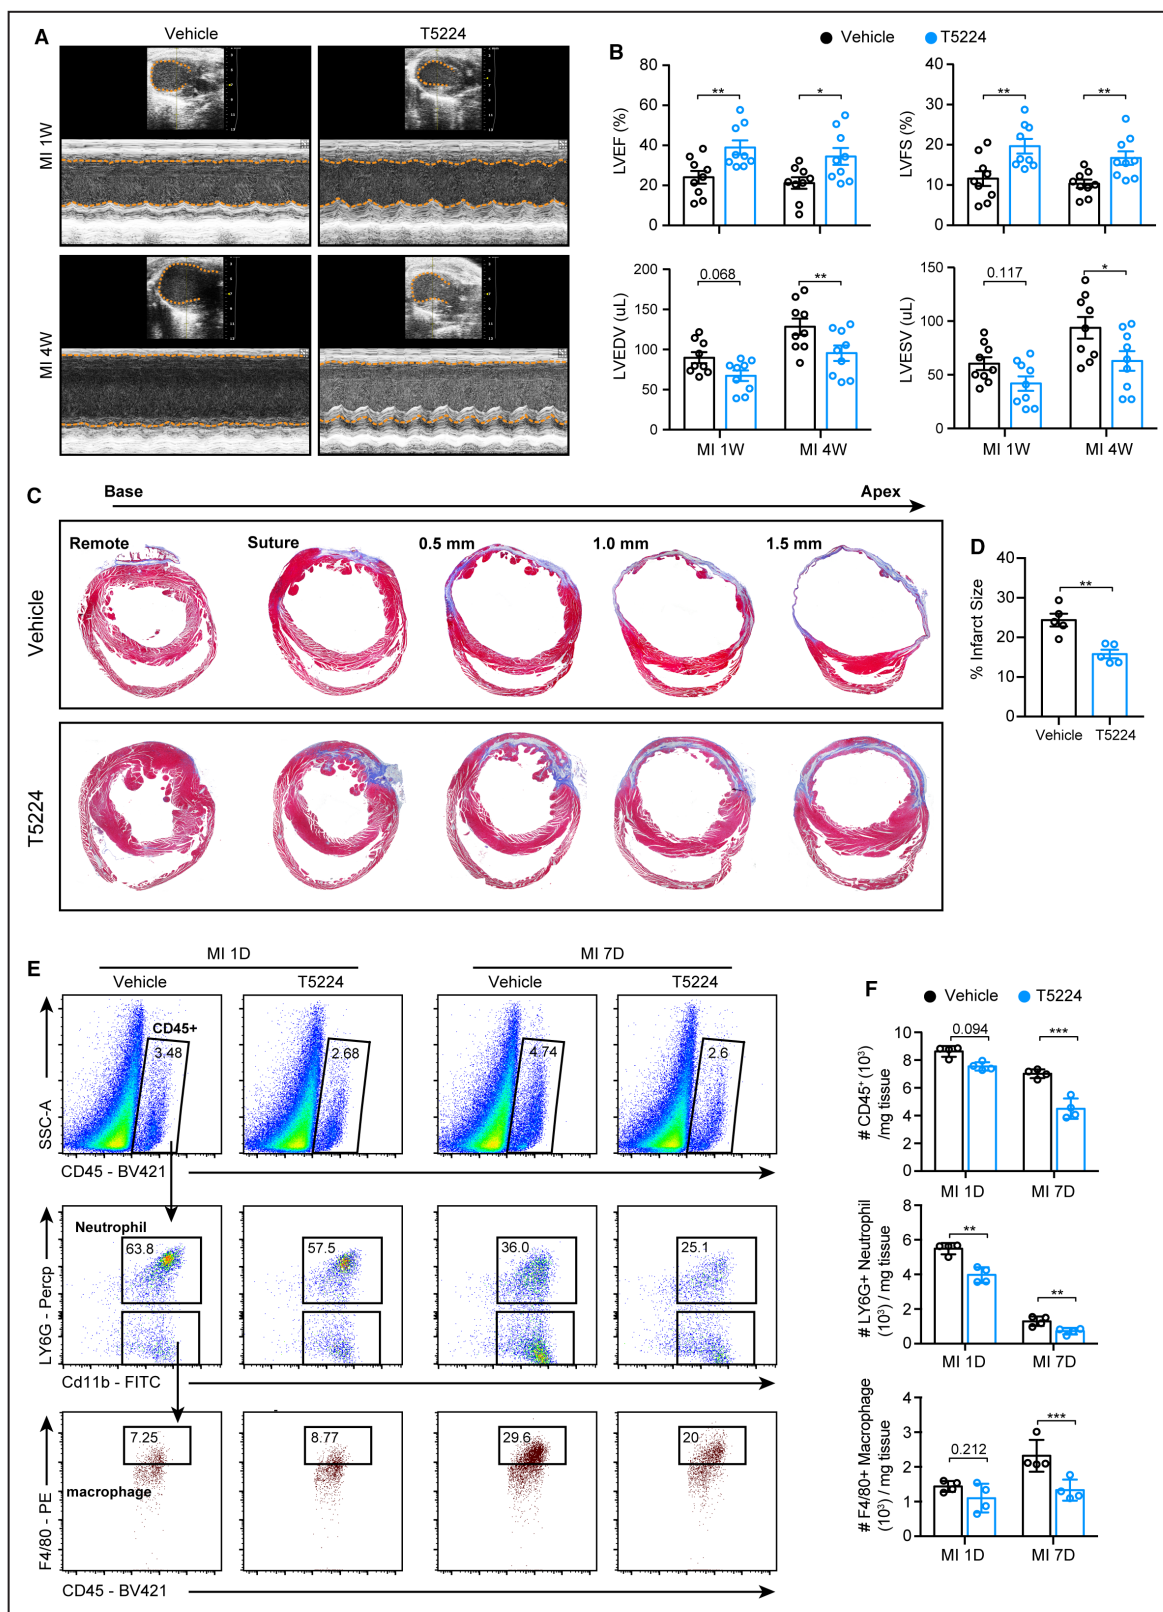 A
Vehicle
T5224
MI 1W
MI 4W
B
Vehicle
T5224
LVEF (%)
80
60
40
20
0
**
*
LVFS (%)
40
30
20
10
0
**
**
LVEDV (uL)
200
150
100
50
0
0.068
**
MI 1W
MI 4W
LVESV (uL)
150
100
50
0
0.117
*
MI 1W
MI 4W
C
Base
Apex
Vehicle
Remote
Suture
0.5 mm
1.0 mm
1.5 mm
T5224
D
% Infarct Size
40
30
20
10
0
**
Vehicle
T5224
E
MI 1D
MI 7D
Vehicle
T5224
Vehicle
T5224
SSC-A
CD45+
3.48
2.68
4.74
2.6
CD45 - BV421
LY6G - Percp
Neutrophil
63.8
57.5
36.0
25.1
Cd11b - FITC
F4/80 - PE
7.25
8.77
29.6
20
macrophage
CD45 - BV421
F
Vehicle
T5224
# CD45⁺ (10³)
/mg tissue
10
8
6
4
2
0
0.094
***
MI 1D
MI 7D
# LY6G+ Neutrophil
(10³) / mg tissue
8
6
4
2
0
**
**
MI 1D
MI 7D
# F4/80+ Macrophage
(10³) / mg tissue
4
3
2
1
0
0.212
***
MI 1D
MI 7D